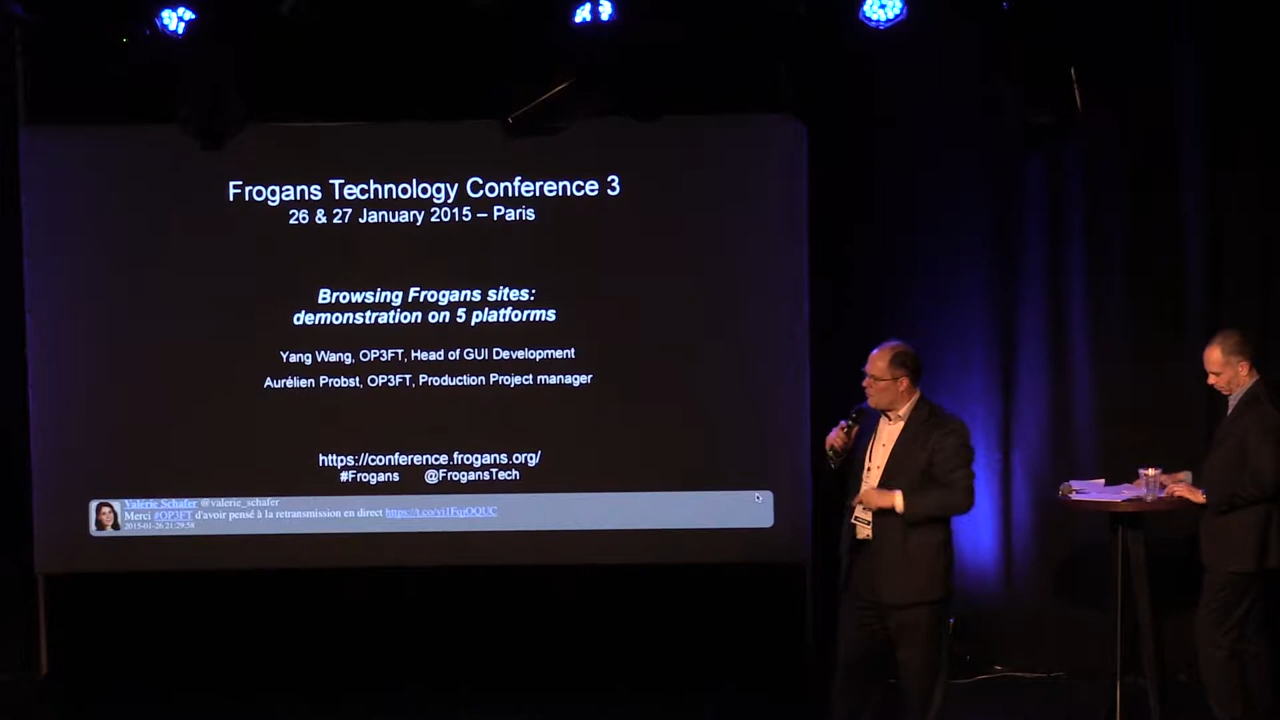 Frogans Technology Conference 3
26 & 27 January 2015 – Paris
Browsing Frogans sites:
demonstration on 5 platforms
Yang Wang, OP3FT, Head of GUI Development
Aurélien Probst, OP3FT, Production Project manager
https://conference.frogans.org/
#Frogans @FrogansTech
Valérie Schafer @valerie_schafer
Merci #OP3FT d'avoir pensé à la retransmission en direct
2015-01-26 21:29:58